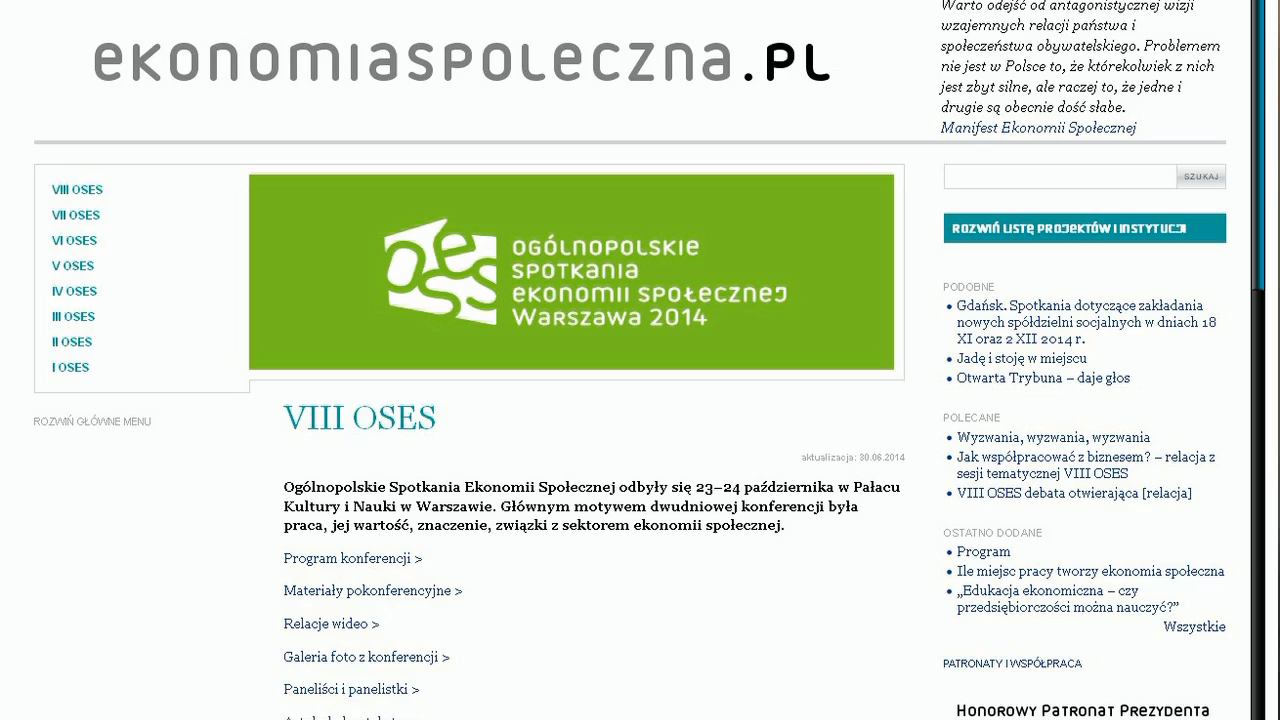 ekonomiaspoleczna.pl
Warto odejść od antagonistycznej wizji
wzajemnych relacji państwa i
społeczeństwa obywatelskiego. Problemem
nie jest w Polsce to, że którekolwiek z nich
jest zbyt silne, ale raczej to, że jedne i
drugie są obecnie dość słabe.
Manifest Ekonomii Społecznej
VIII OSES
VII OSES
VI OSES
V OSES
IV OSES
III OSES
II OSES
I OSES
ROZWIŃ GŁÓWNE MENU
oses
OGÓLNOPOLSKIE
SPOTKANIA
EKONOMII SPOŁECZNEJ
WARSZAWA 2014
VIII OSES
aktualizacja: 30.06.2014
Ogólnopolskie Spotkania Ekonomii Społecznej odbyły się 23–24 października w Pałacu
Kultury i Nauki w Warszawie. Głównym motywem dwudniowej konferencji była
praca, jej wartość, znaczenie, związki z sektorem ekonomii społecznej.
Program konferencji >
Materiały pokonferencyjne >
Relacje wideo >
Galeria foto z konferencji >
Paneliści i panelistki >
SZUKAJ
ROZWIŃ LISTĘ PROJEKTÓW I INSTYTUCJI
PODOBNE
• Gdańsk. Spotkania dotyczące zakładania
nowych spółdzielni socjalnych w dniach 18
XI oraz 2 XII 2014 r.
• Jadę i stoję w miejscu
• Otwarta Trybuna – daje głos
POLECANE
• Wyzwania, wyzwania, wyzwania
• Jak współpracować z biznesem? – relacja z
sesji tematycznej VIII OSES
• VIII OSES debata otwierająca [relacja]
OSTATNIO DODANE
• Program
• Ile miejsc pracy tworzy ekonomia społeczna
• „Edukacja ekonomiczna – czy
przedsiębiorczości można nauczyć?”
Wszystkie
PATRONATY I WSPÓŁPRACA
Honorowy Patronat Prezydenta